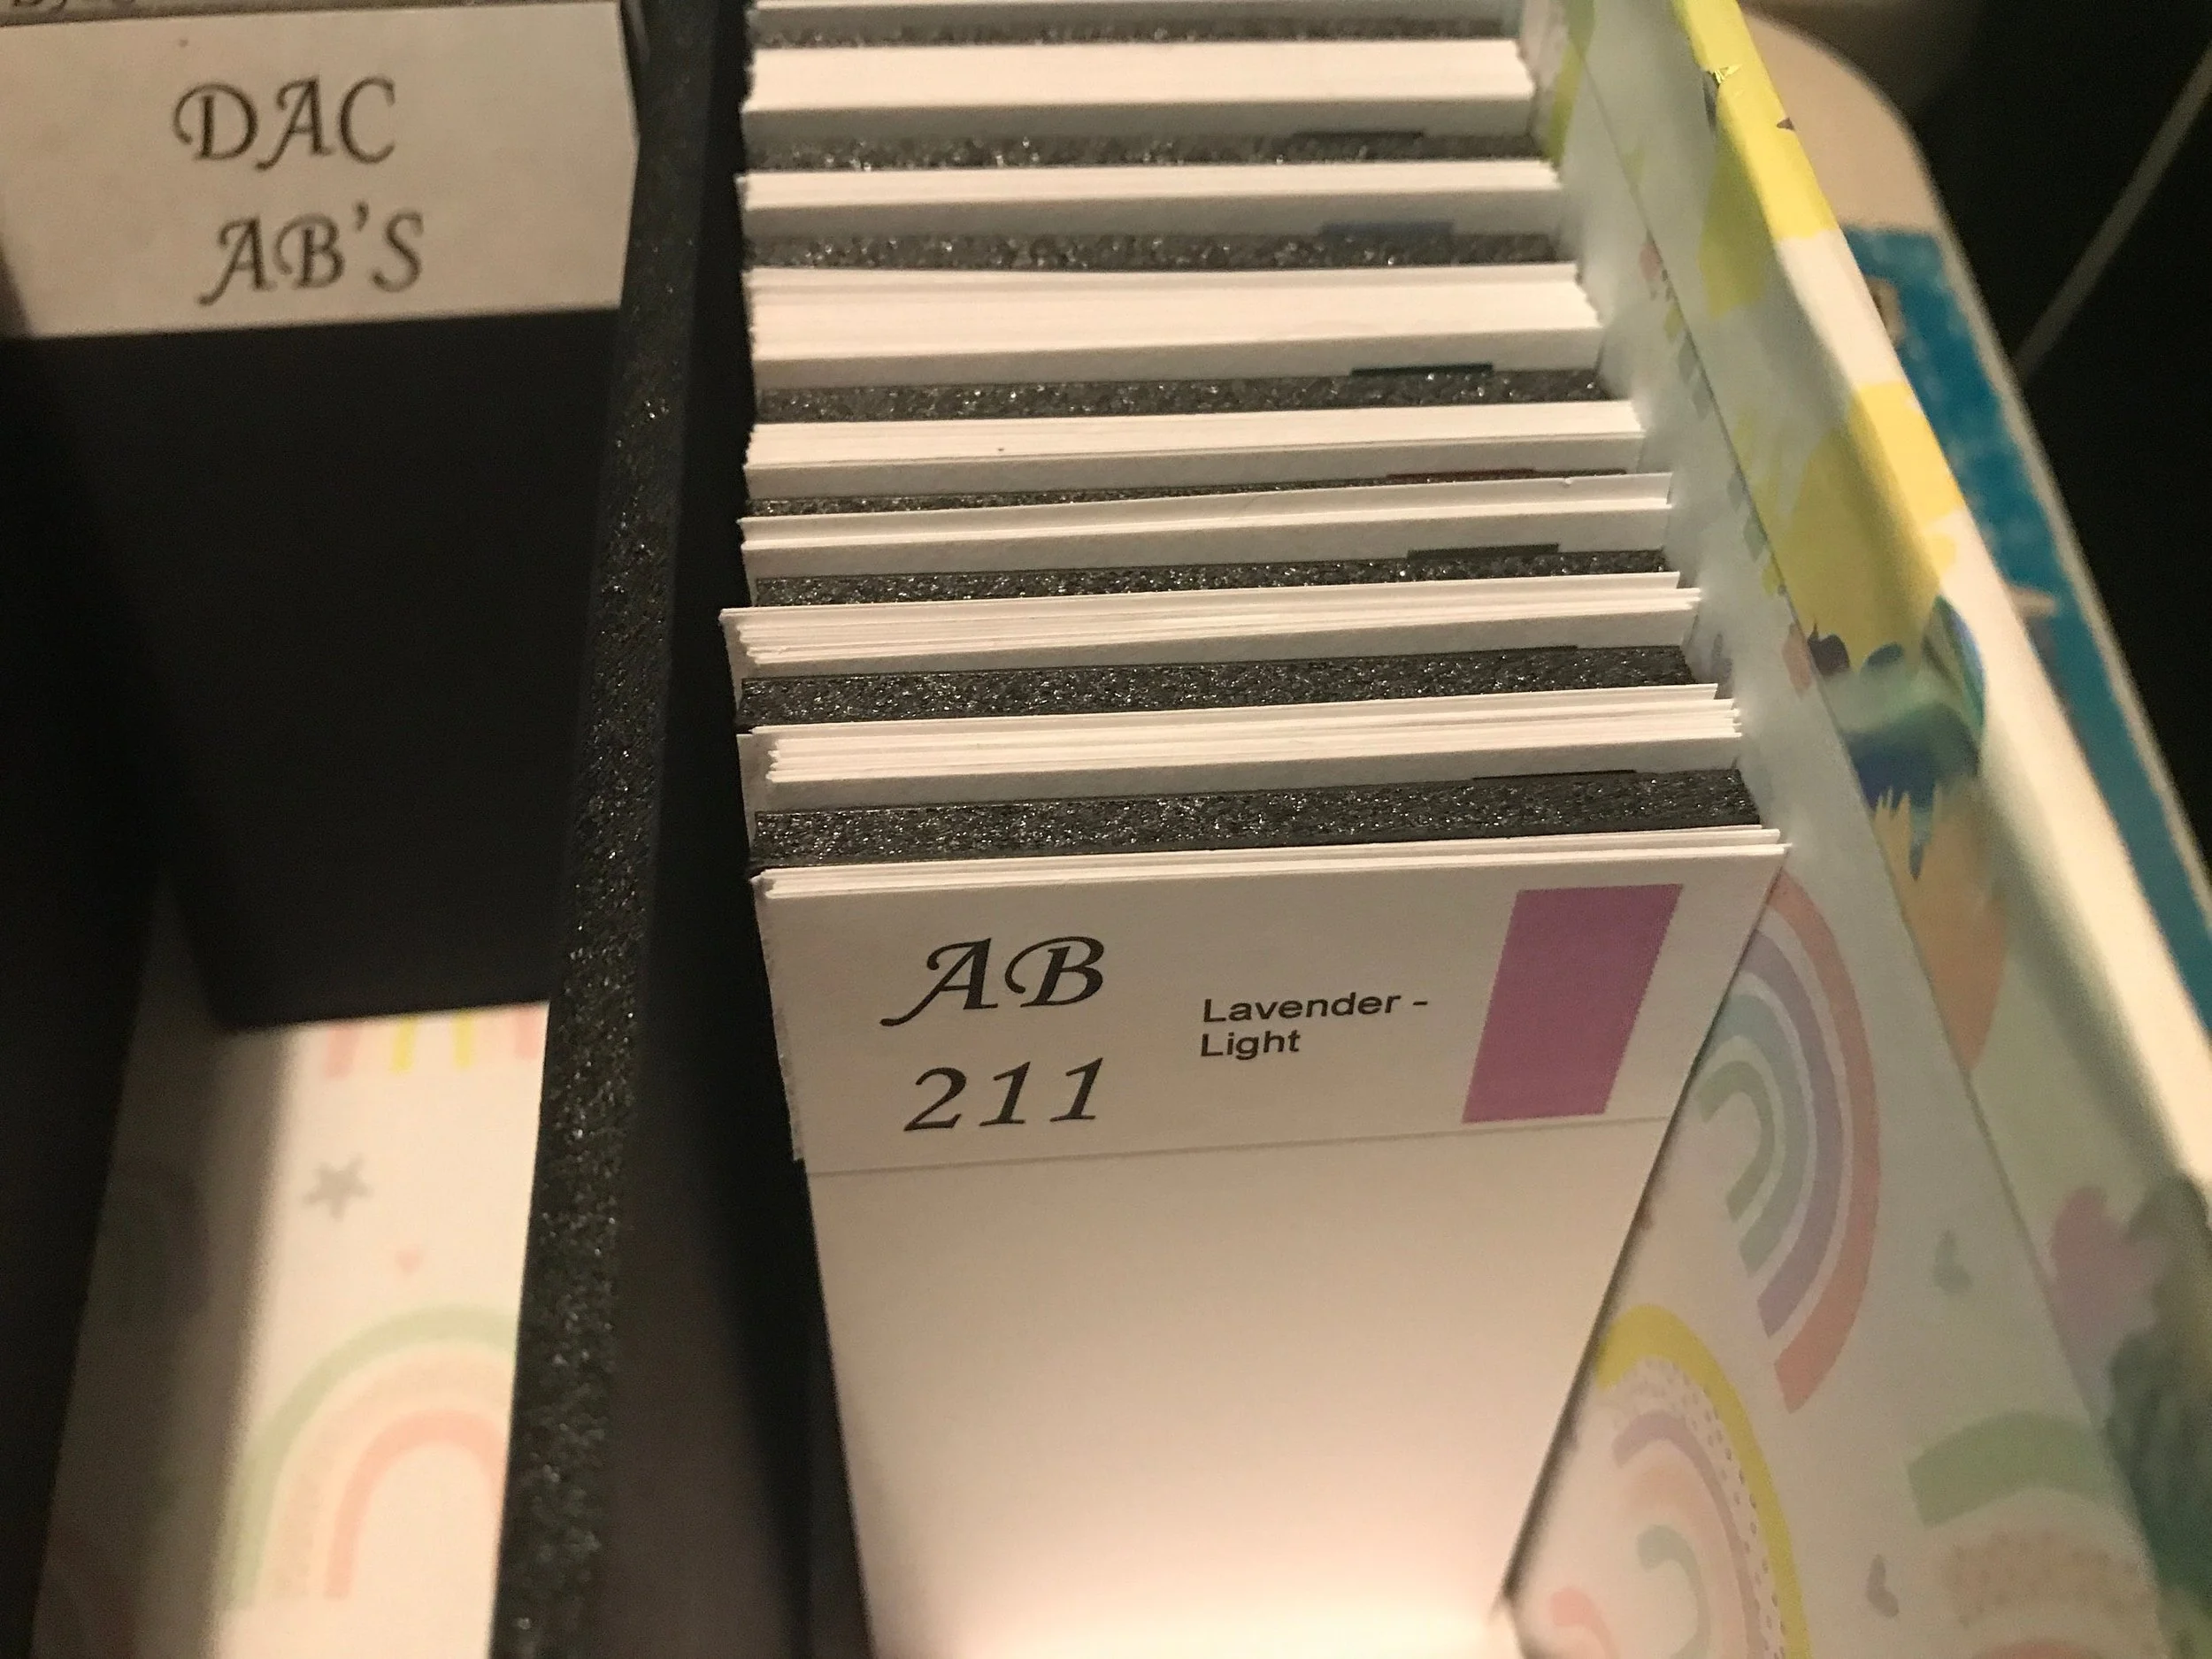 DAC
AB'S
AB
211
Lavender -
Light